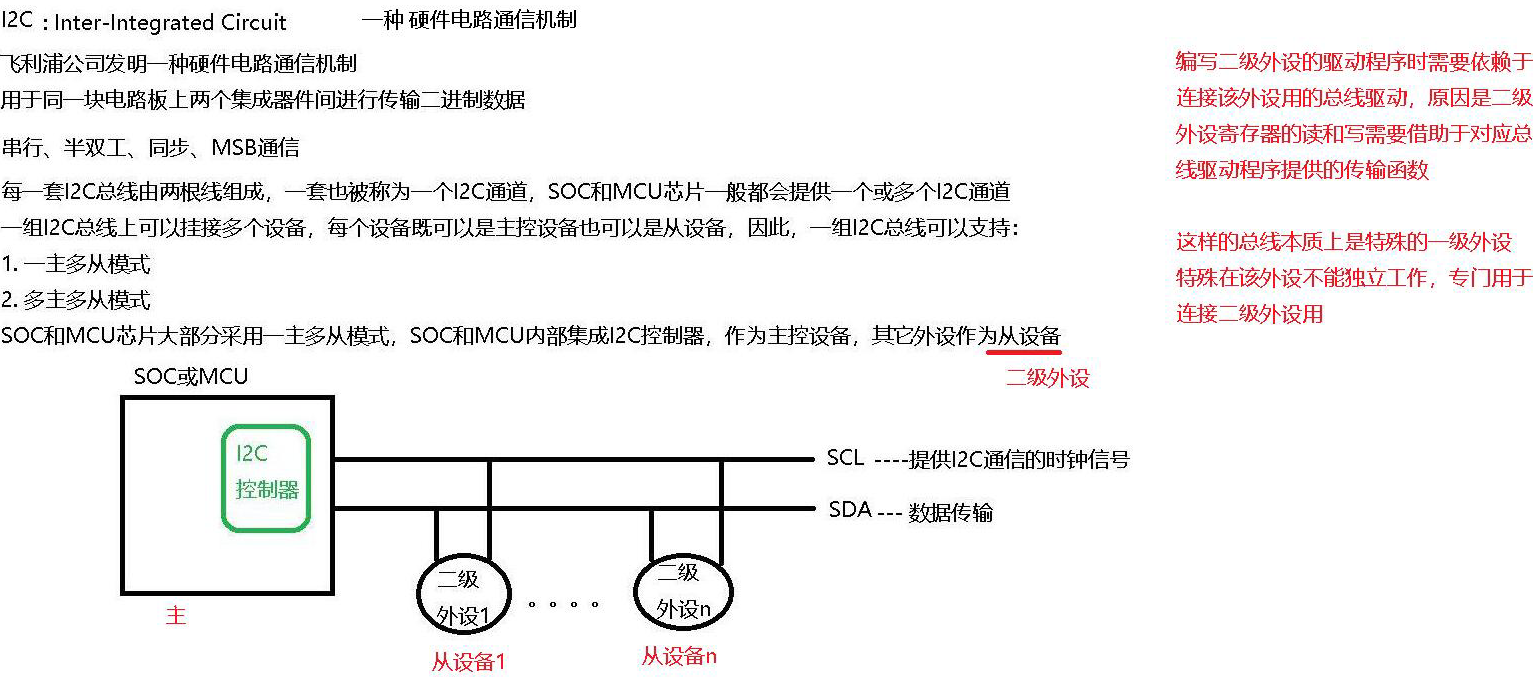 I2C : Inter-Integrated Circuit 一种 硬件电路通信机制
飞利浦公司发明一种硬件电路通信机制
用于同一块电路板上两个集成器件间进行传输二进制数据
串行、半双工、同步、MSB通信
每一套I2C总线由两根线组成，一套也被称为一个I2C通道，SOC和MCU芯片一般都会提供一个或多个I2C通道
一组I2C总线上可以挂接多个设备，每个设备既可以是主控设备也可以是从设备，因此，一组I2C总线可以支持：
1. 一主多从模式
2. 多主多从模式
SOC和MCU芯片大部分采用一主多从模式，SOC和MCU内部集成I2C控制器，作为主控设备，其它外设作为从设备
二级外设
编写二级外设的驱动程序时需要依赖于
连接该外设用的总线驱动，原因是二级
外设寄存器的读和写需要借助于对应总
线驱动程序提供的传输函数
这样的总线本质上是特殊的一级外设
特殊在该外设不能独立工作，专门用于
连接二级外设用
SOC或MCU
I2C
控制器
SCL ----提供I2C通信的时钟信号
SDA --- 数据传输
二级
外设1
。。。。
二级
外设n
主
从设备1
从设备n